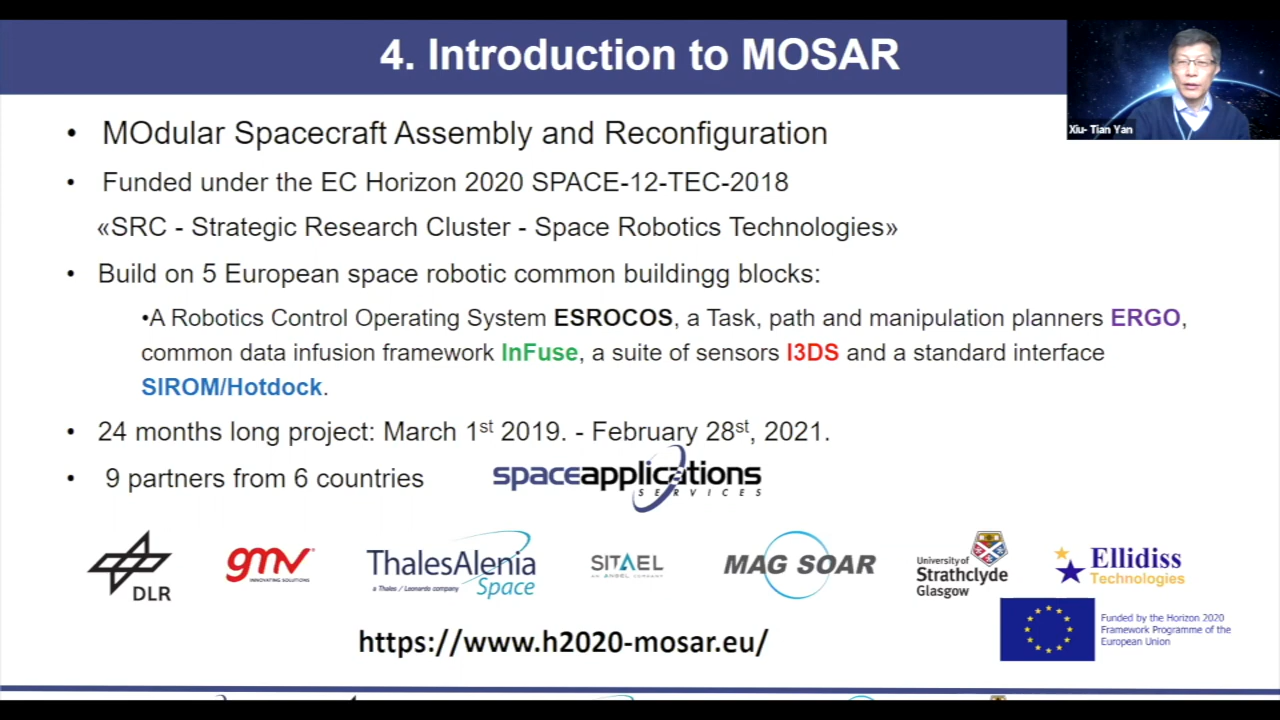 4. Introduction to MOSAR
Xiu- Tian Yan
• MOdular Spacecraft Assembly and Reconfiguration
• Funded under the EC Horizon 2020 SPACE-12-TEC-2018
«SRC - Strategic Research Cluster - Space Robotics Technologies»
• Build on 5 European space robotic common buildingg blocks:
•A Robotics Control Operating System ESROCOS, a Task, path and manipulation planners ERGO,
common data infusion framework InFuse, a suite of sensors I3DS and a standard interface
SIROM/Hotdock.
• 24 months long project: March 1st 2019. - February 28st, 2021.
• 9 partners from 6 countries
spaceapplications
SERVICES
DLR
gmv
INNOVATING SOLUTIONS
ThalesAlenia
a Thales / Leonardo company Space
SITAEL
AN ANGEL COMPANY
MAG SOAR
University of
Strathclyde
Glasgow
Ellidiss
Technologies
Funded by the Horizon 2020
Framework Programme of the
European Union
https://www.h2020-mosar.eu/